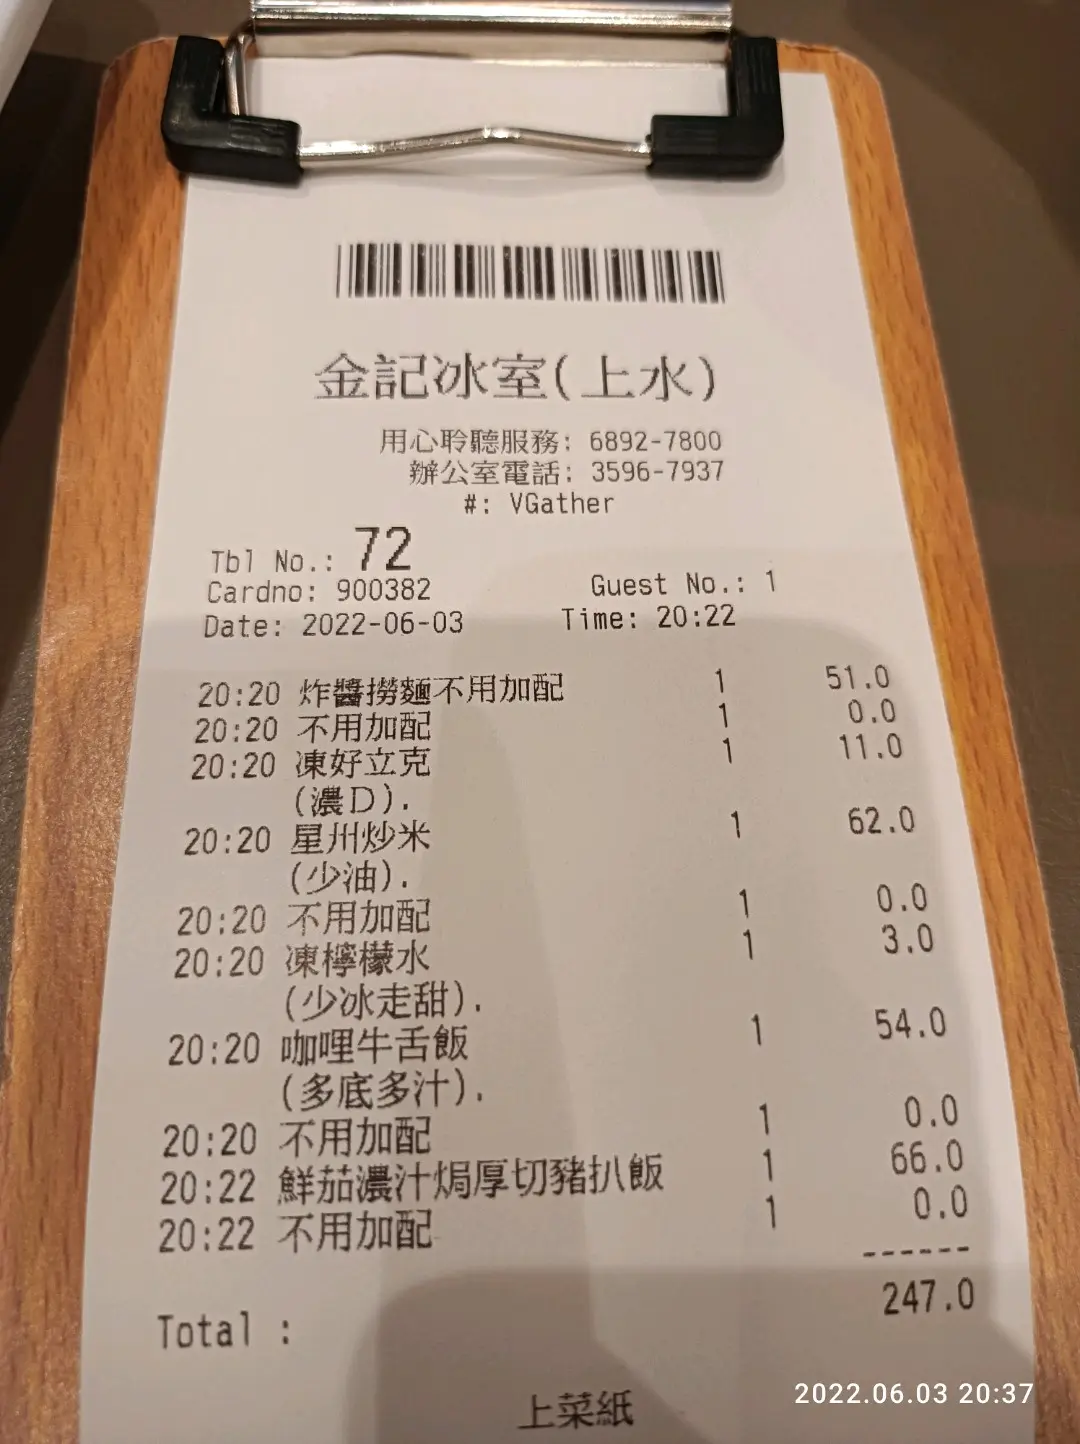 金記冰室(上水)
用心聆聽服務: 6892-7800
辦公室電話: 3596-7937
#: VGather
Tbl No.: 72
Cardno: 900382 Guest No.: 1
Date: 2022-06-03 Time: 20:22
20:20 炸醬撈麵不用加配 1 51.0
20:20 不用加配 1 0.0
20:20 凍好立克 1 11.0
(濃D).
20:20 星州炒米 1 62.0
(少油).
20:20 不用加配 1 0.0
20:20 凍檸檬水 1 3.0
(少冰走甜).
20:20 咖哩牛舌飯 1 54.0
(多底多汁).
20:20 不用加配 1 0.0
20:22 鮮茄濃汁焗厚切豬扒飯 1 66.0
20:22 不用加配 1 0.0
------
Total : 247.0
上菜紙
2022.06.03 20:37